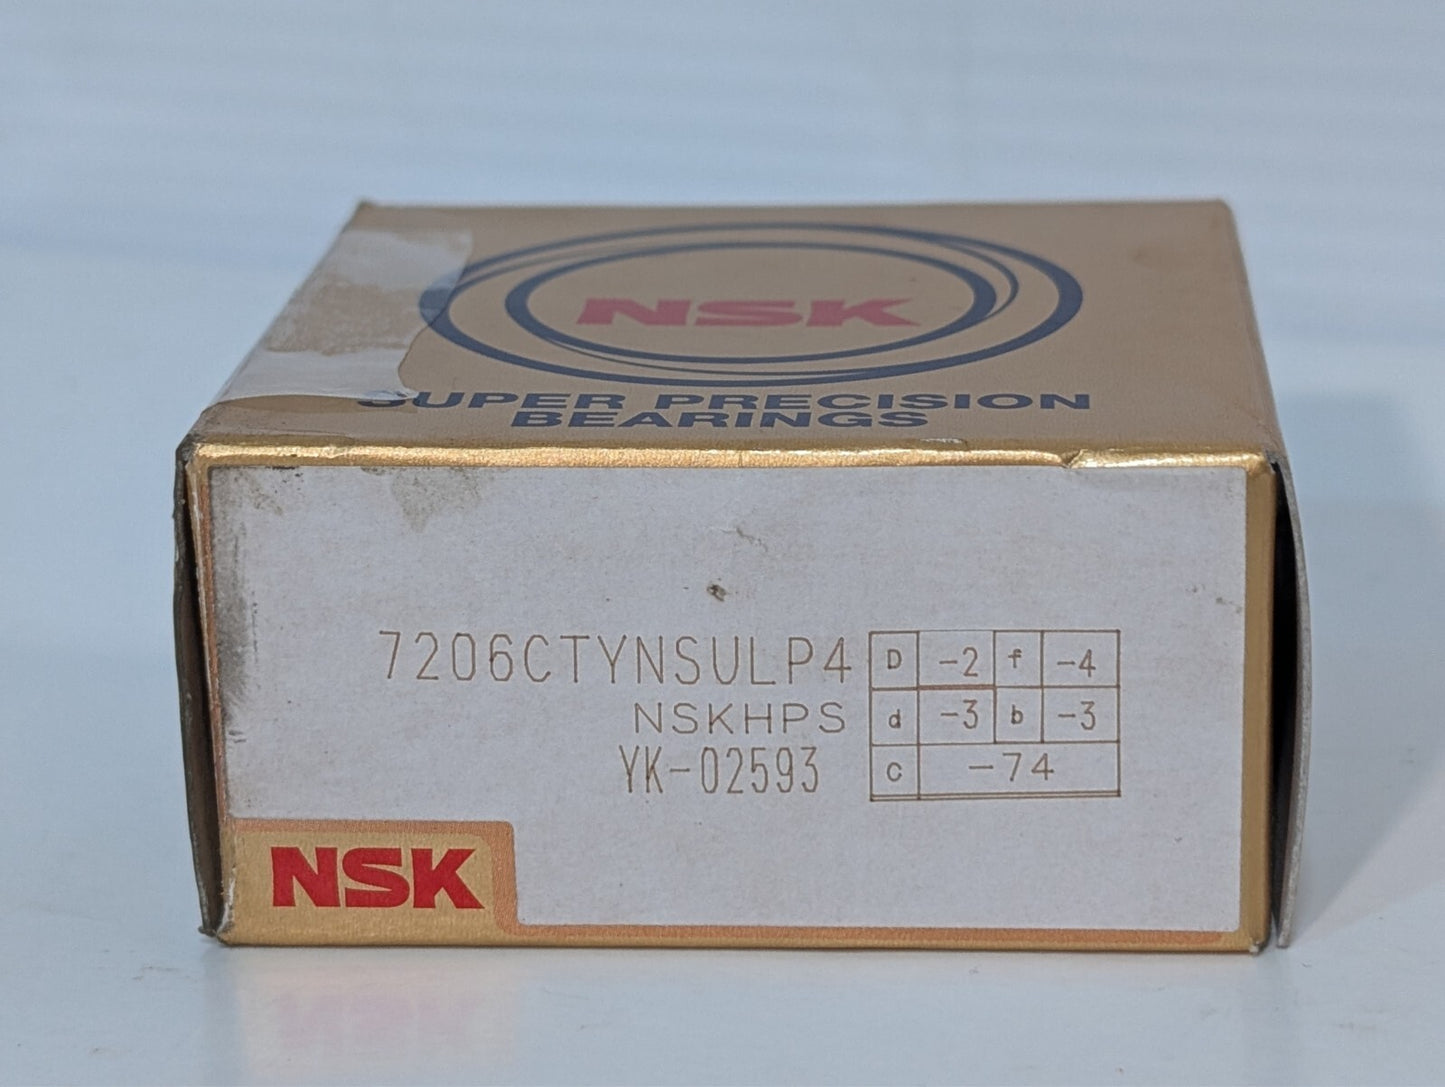 NSK
SUPER PRECISION
BEARINGS
7206CTYNSULP4
NSKHPS
YK-02593
D -2 f -4
d -3 b -3
C -74
NSK